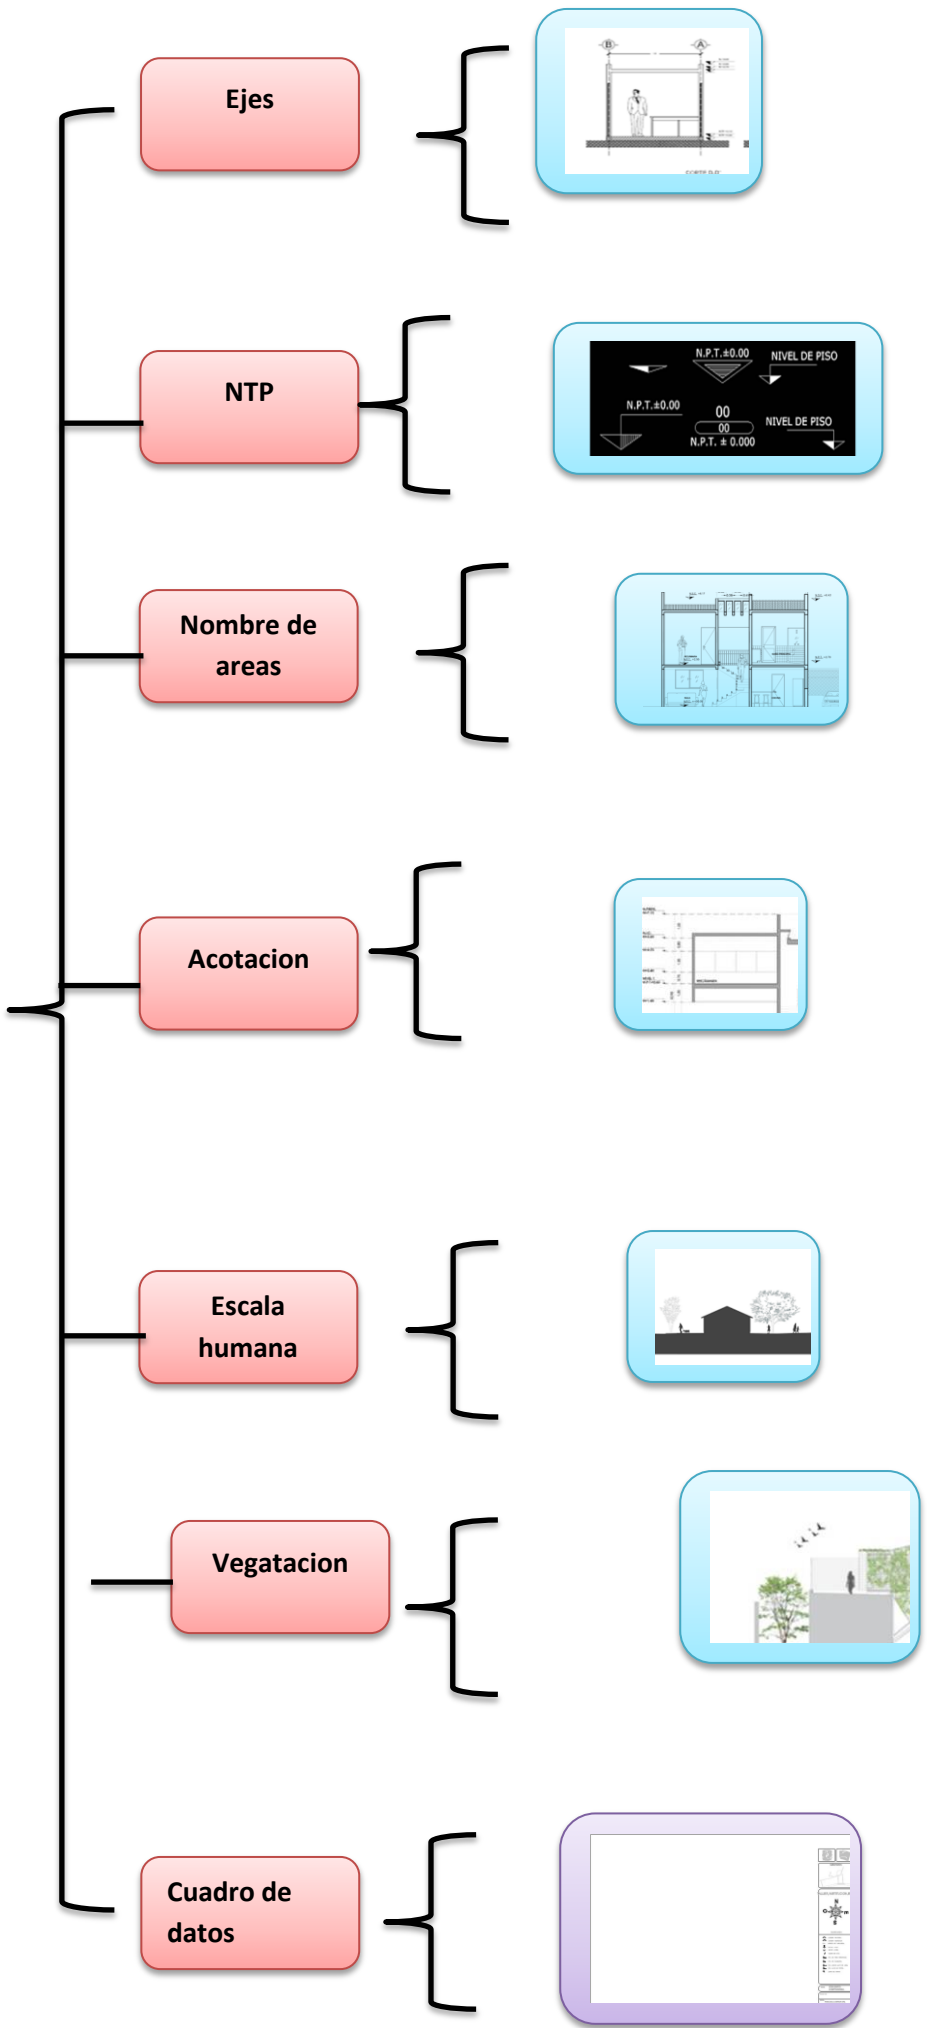 Ejes
B
A
NTP
N.P.T.±0.00
NIVEL DE PISO
N.P.T.±0.00
00
00
N.P.T. ± 0.000
NIVEL DE PISO
Nombre de
areas
Acotacion
Escala
humana
Vegatacion
Cuadro de
datos
N